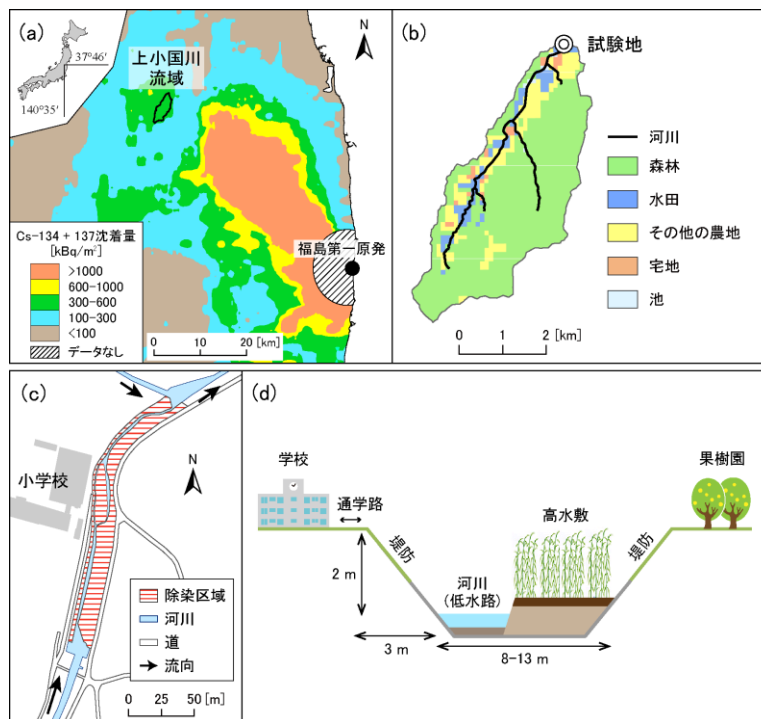 (a)
N
37°46′
140°35′
上小国川
流域
Cs-134 + 137沈着量
[kBq/m²]
>1000
600-1000
300-600
100-300
<100
データなし
福島第一原発
0 10 20 [km]
(b)
試験地
河川
森林
水田
その他の農地
宅地
池
0 1 2 [km]
(c)
小学校
N
除染区域
河川
道
流向
0 25 50 [m]
(d)
学校
通学路
果樹園
高水敷
堤防
堤防
2 m
河川
(低水路)
3 m
8-13 m